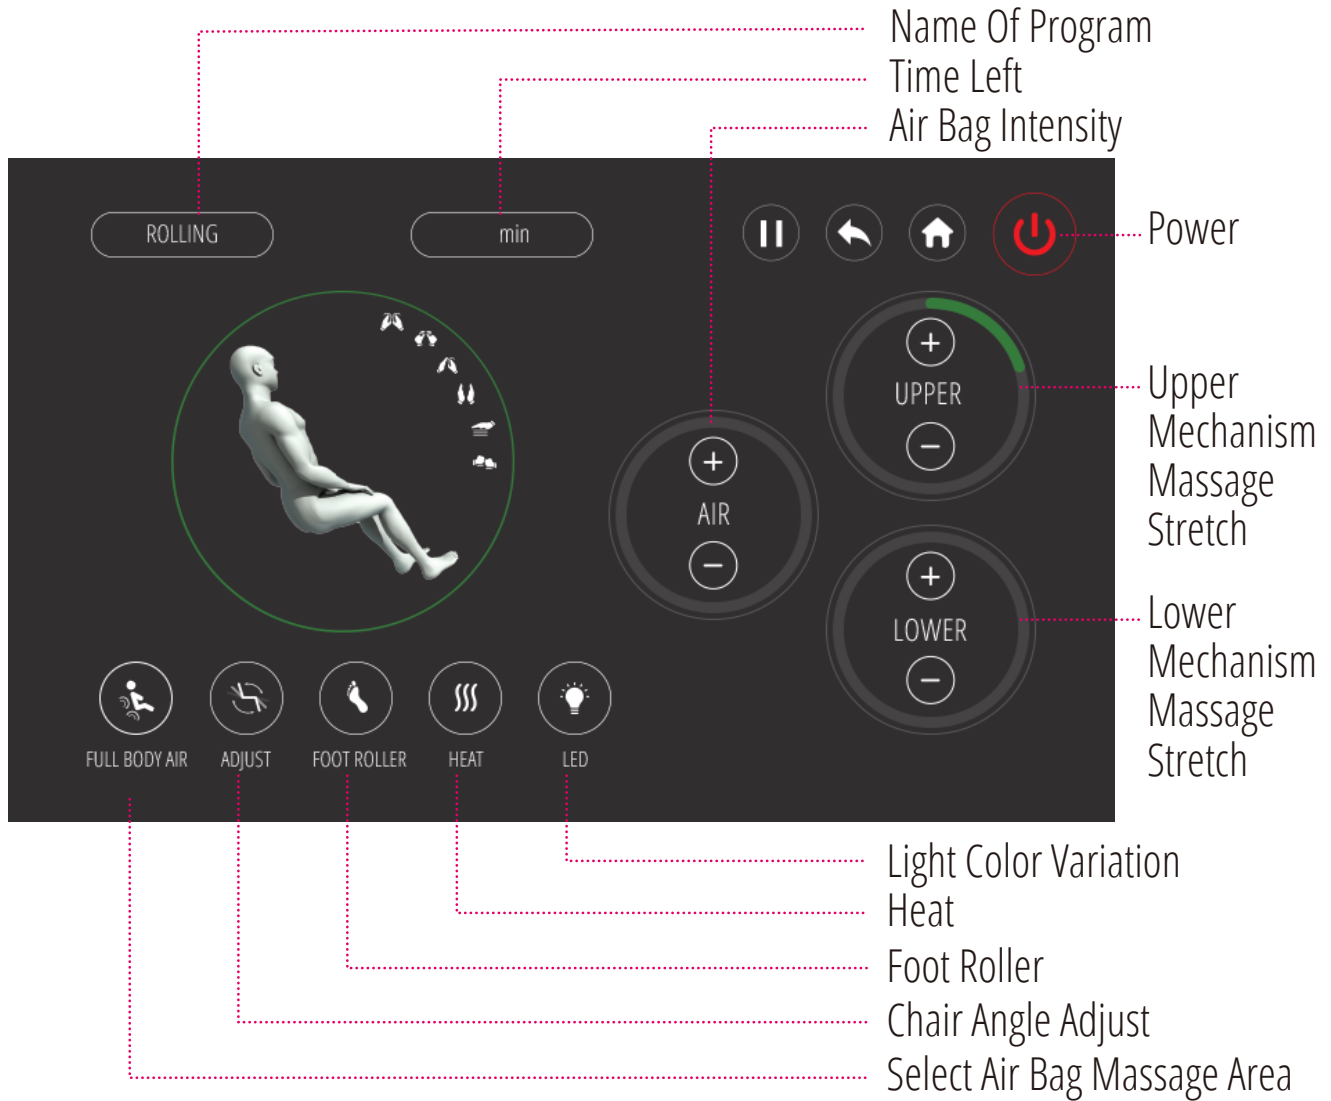 Name Of Program
Time Left
Air Bag Intensity
ROLLING
min
Power
UPPER
Upper
Mechanism
Massage
Stretch
AIR
LOWER
Lower
Mechanism
Massage
Stretch
FULL BODY AIR
ADJUST
FOOT ROLLER
HEAT
LED
Light Color Variation
Heat
Foot Roller
Chair Angle Adjust
Select Air Bag Massage Area